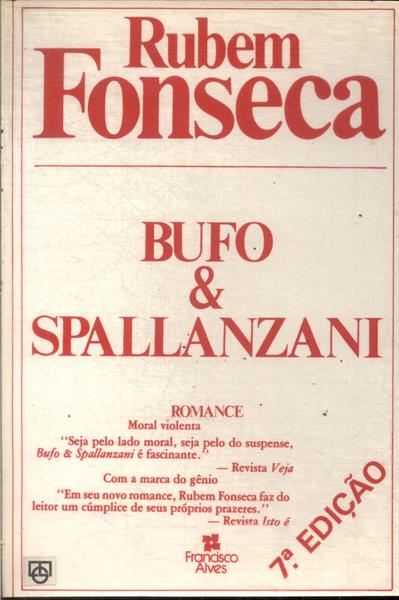 Rubem
Fonseca
BUFO
&
SPALLANZANI
ROMANCE
Moral violenta
"Seja pelo lado moral, seja pelo do suspense,
Bufo & Spallanzani é fascinante."
— Revista Veja
Com a marca do gênio
"Em seu novo romance, Rubem Fonseca faz do
leitor um cúmplice de seus próprios prazeres."
— Revista Isto é
7.ª EDIÇÃO
Francisco
Alves